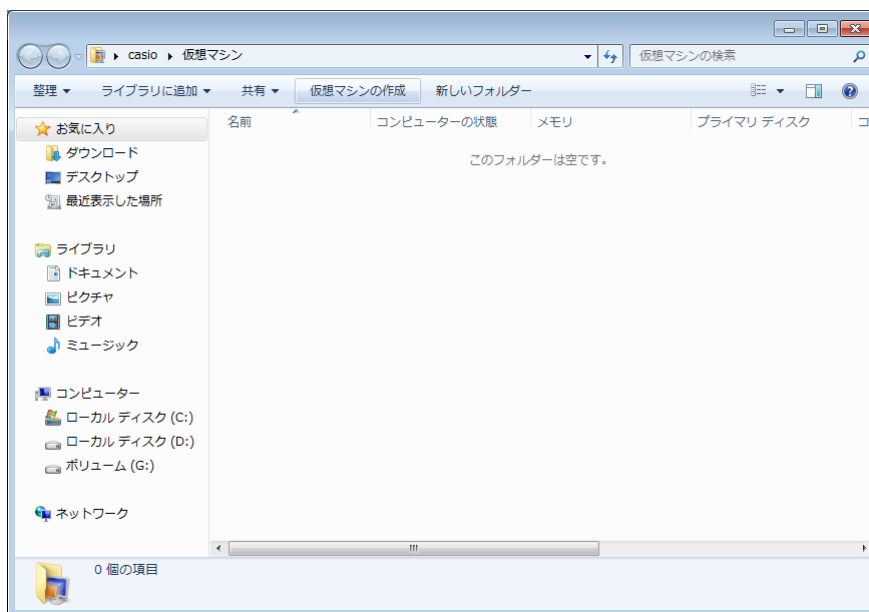 casio 仮想マシン 仮想マシンの検索
整理 ライブラリに追加 共有 仮想マシンの作成 新しいフォルダー
名前 コンピューターの状態 メモリ プライマリ ディスク コ
このフォルダーは空です。
お気に入り
ダウンロード
デスクトップ
最近表示した場所
ライブラリ
ドキュメント
ピクチャ
ビデオ
ミュージック
コンピューター
ローカル ディスク (C:)
ローカル ディスク (D:)
ボリューム (G:)
ネットワーク
0 個の項目